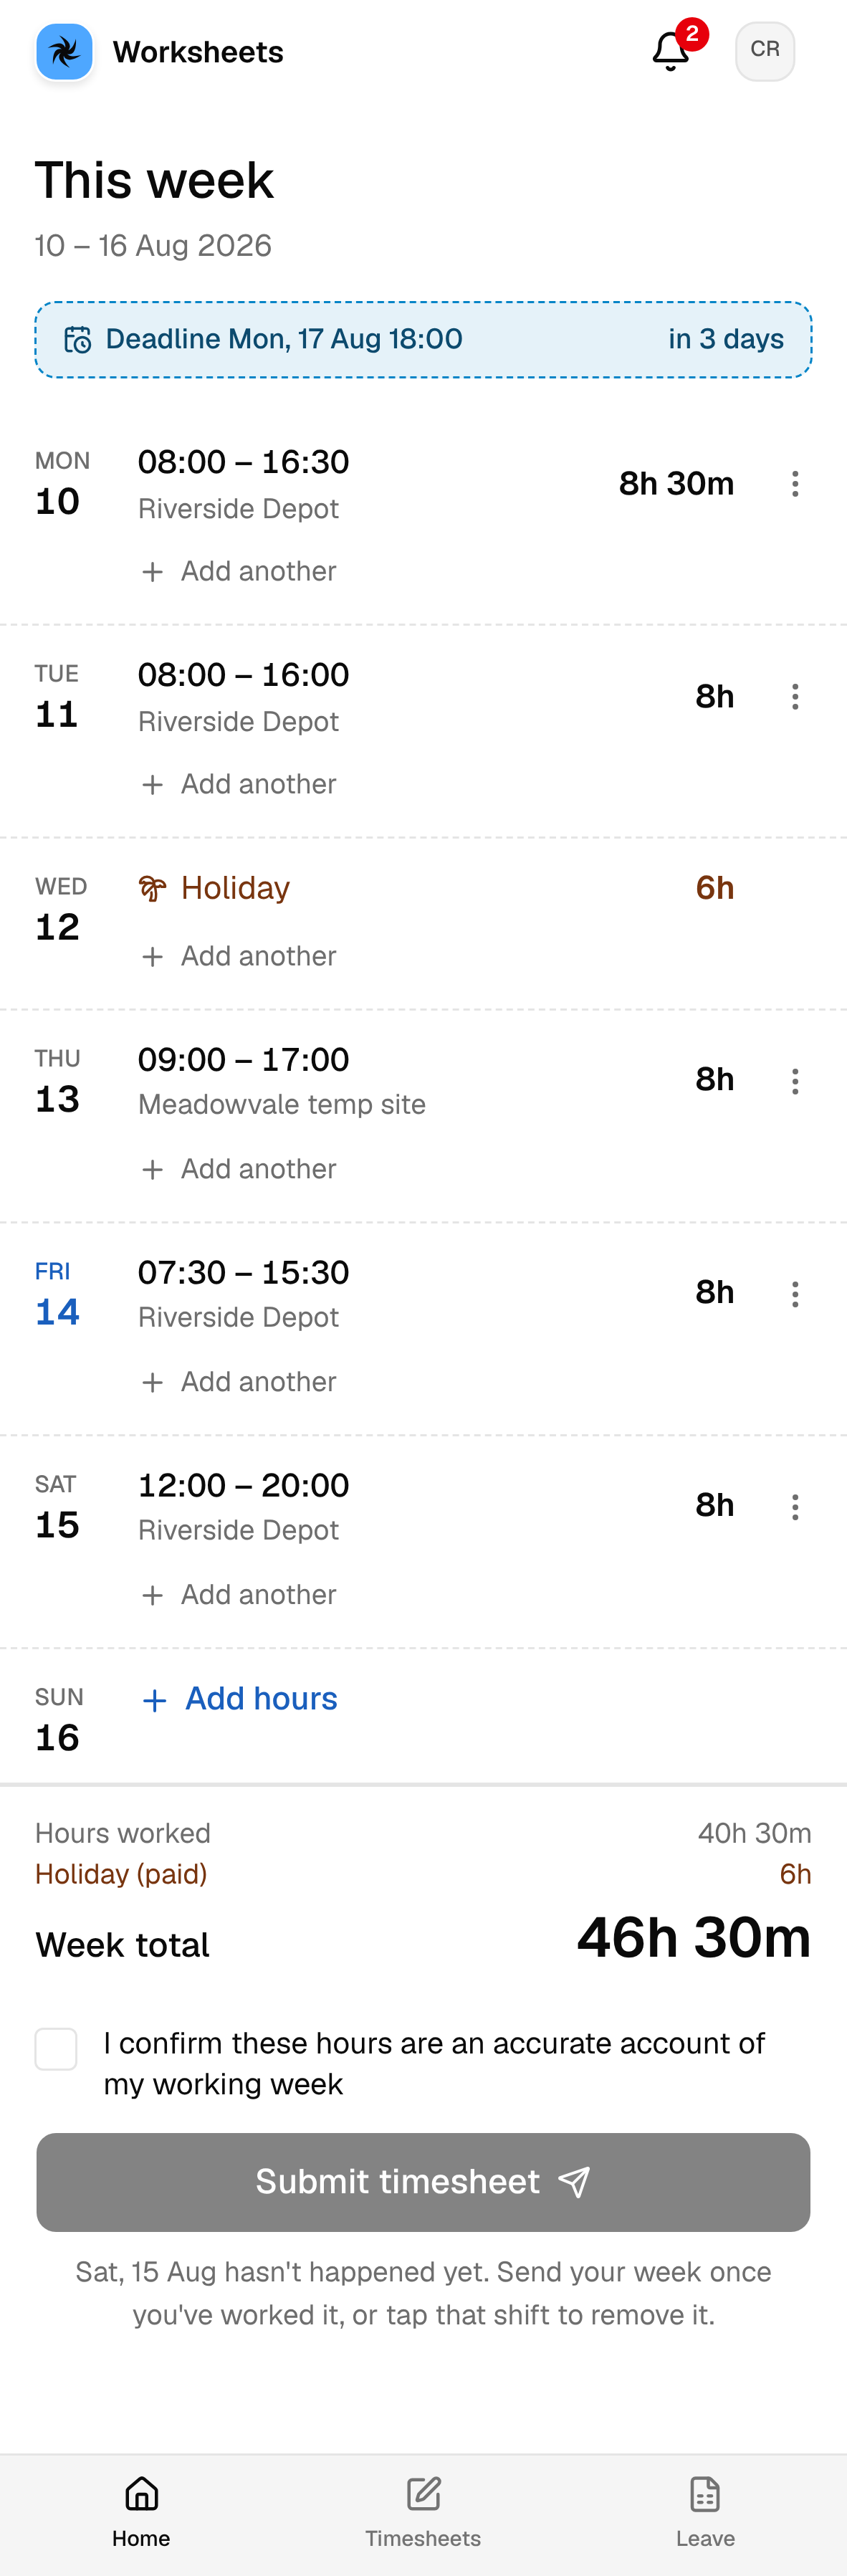 Worksheets
2
CR
This week
10 – 16 Aug 2026
Deadline Mon, 17 Aug 18:00
in 3 days
MON
10
08:00 – 16:30
Riverside Depot
8h 30m
Add another
TUE
11
08:00 – 16:00
Riverside Depot
8h
Add another
WED
12
Holiday
6h
Add another
THU
13
09:00 – 17:00
Meadowvale temp site
8h
Add another
FRI
14
07:30 – 15:30
Riverside Depot
8h
Add another
SAT
15
12:00 – 20:00
Riverside Depot
8h
Add another
SUN
16
Add hours
Hours worked
40h 30m
Holiday (paid)
6h
Week total
46h 30m
I confirm these hours are an accurate account of
my working week
Submit timesheet
Sat, 15 Aug hasn't happened yet. Send your week once
you've worked it, or tap that shift to remove it.
Home
Timesheets
Leave